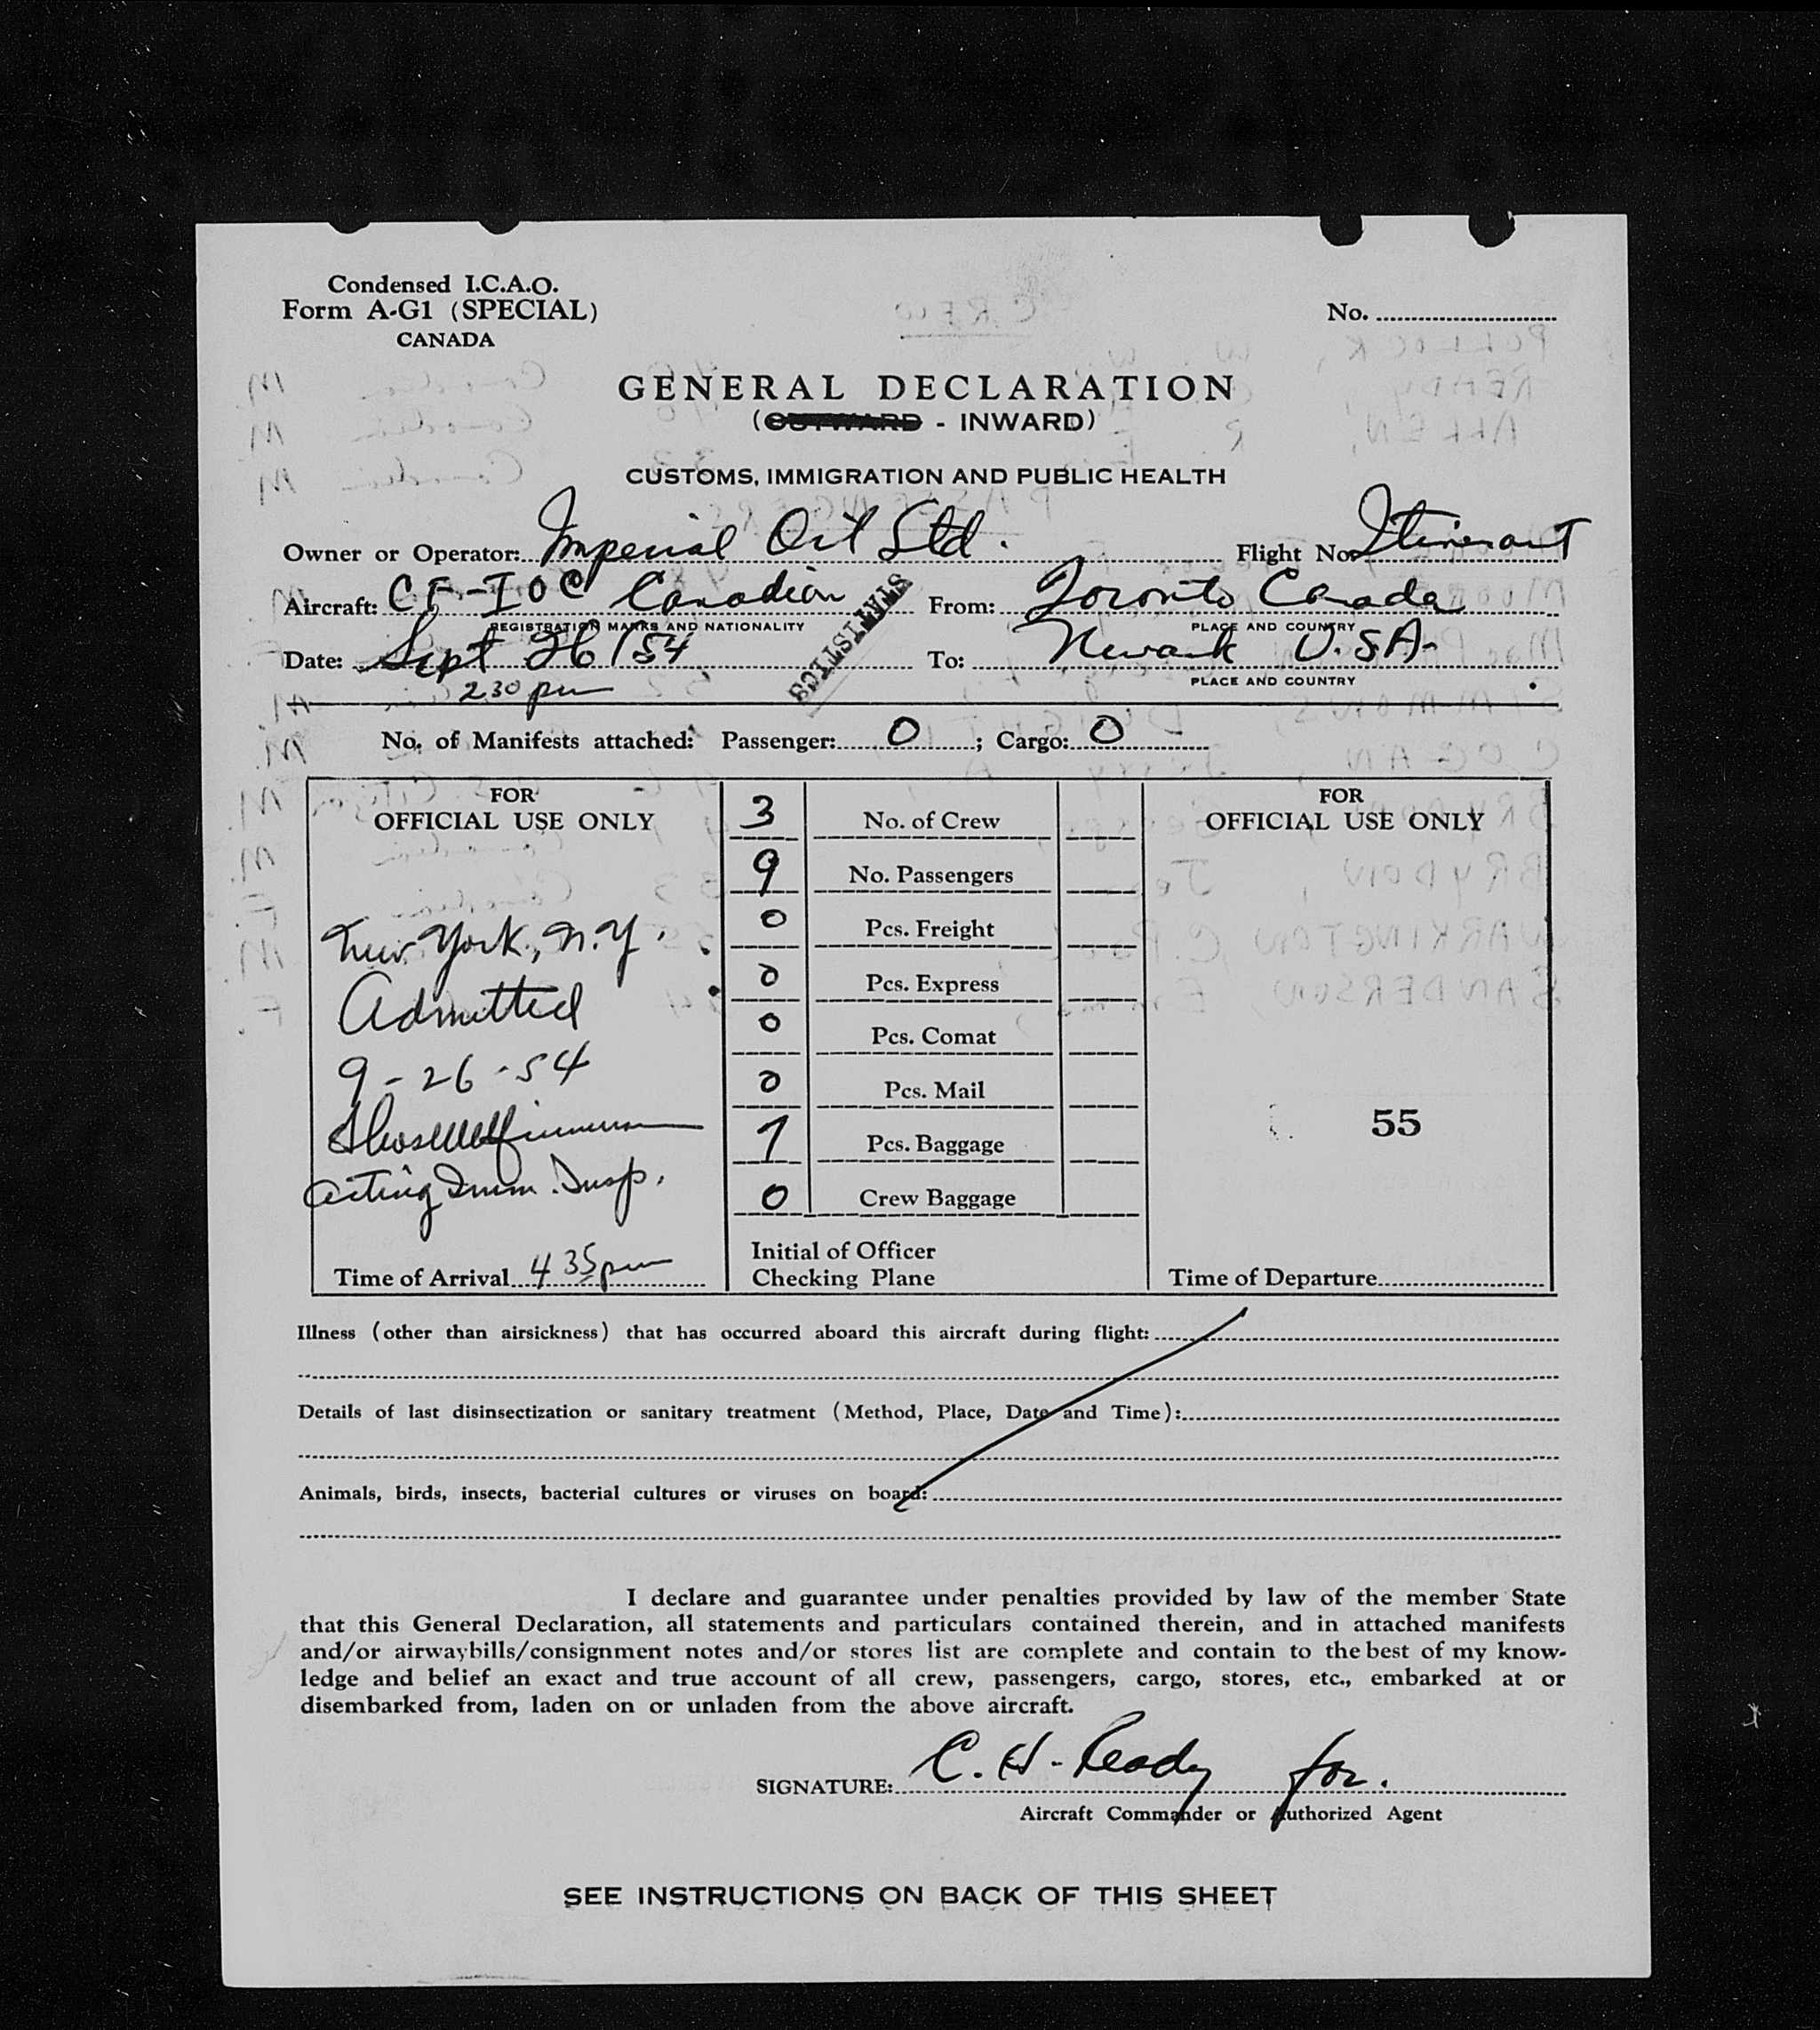 Condensed I.C.A.O.
Form A-G1 (SPECIAL)
CANADA
No.
GENERAL DECLARATION
(OUTWARD - INWARD)
CUSTOMS, IMMIGRATION AND PUBLIC HEALTH
Owner or Operator: Imperial Oil Ltd. Flight No. Itinerant
Aircraft: CF-IOC Canadian From: Toronto Canada
REGISTRATION MARKS AND NATIONALITY PLACE AND COUNTRY
STATISTICS
Date: Sept 26/54 To: Newark U.S.A.
2 30 pm PLACE AND COUNTRY
No. of Manifests attached: Passenger: 0; Cargo: 0
FOR
OFFICIAL USE ONLY
New York, N.Y.
Admitted
9-26-54
Acting Imm. Insp.
Time of Arrival 4 35 pm
3 No. of Crew
9 No. Passengers
0 Pcs. Freight
0 Pcs. Express
0 Pcs. Comat
0 Pcs. Mail
7 Pcs. Baggage
0 Crew Baggage
Initial of Officer
Checking Plane
FOR
OFFICIAL USE ONLY
55
Time of Departure
Illness (other than airsickness) that has occurred aboard this aircraft during flight:
Details of last disinsectization or sanitary treatment (Method, Place, Date and Time):
Animals, birds, insects, bacterial cultures or viruses on board:
I declare and guarantee under penalties provided by law of the member State
that this General Declaration, all statements and particulars contained therein, and in attached manifests
and/or airwaybills/consignment notes and/or stores list are complete and contain to the best of my know-
ledge and belief an exact and true account of all crew, passengers, cargo, stores, etc., embarked at or
disembarked from, laden on or unladen from the above aircraft.
SIGNATURE: C. H. Ready for.
Aircraft Commander or Authorized Agent
SEE INSTRUCTIONS ON BACK OF THIS SHEET